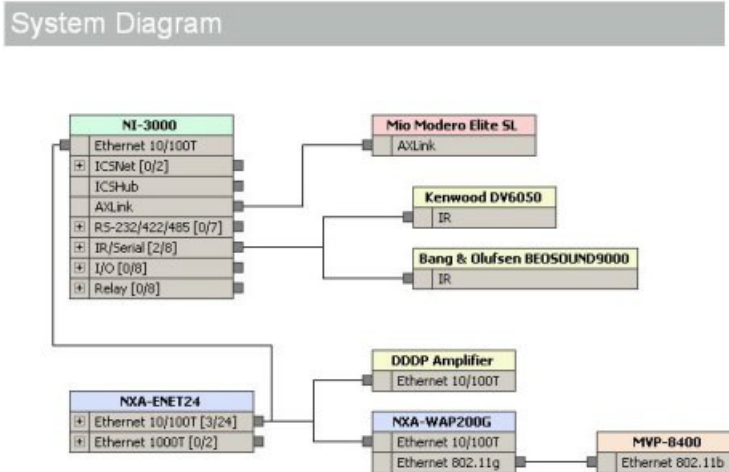 System Diagram
NI-3000
Ethernet 10/100T
ICSNet [0/2]
ICSHub
AXLink
RS-232/422/485 [0/7]
IR/Serial [2/8]
I/O [0/8]
Relay [0/8]
Mio Modero Elite SL
AXLink
Kenwood DV6050
IR
Bang & Olufsen BEOSOUND9000
IR
DDDP Amplifier
Ethernet 10/100T
NXA-ENET24
Ethernet 10/100T [3/24]
Ethernet 1000T [0/2]
NXA-WAP200G
Ethernet 10/100T
Ethernet 802.11g
MVP-8400
Ethernet 802.11b